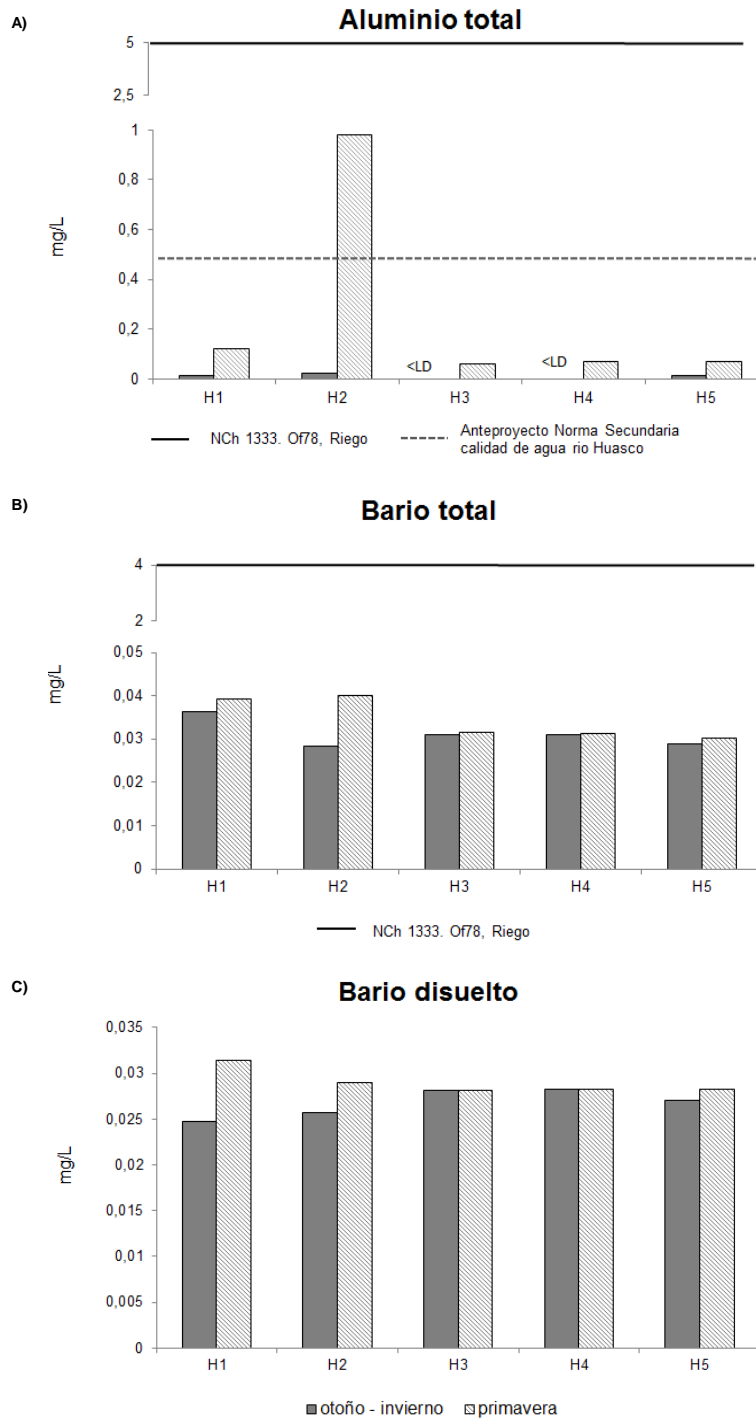 A)
Aluminio total
5
2,5
1
0,8
0,6
0,4
0,2
0
mg/L
<LD
<LD
H1 H2 H3 H4 H5
NCh 1333. Of78, Riego
Anteproyecto Norma Secundaria
calidad de agua rio Huasco
B)
Bario total
4
2
0,05
0,04
0,03
0,02
0,01
0
mg/L
H1 H2 H3 H4 H5
NCh 1333. Of78, Riego
C)
Bario disuelto
0,035
0,03
0,025
0,02
0,015
0,01
0,005
0
mg/L
H1 H2 H3 H4 H5
otoño - invierno primavera